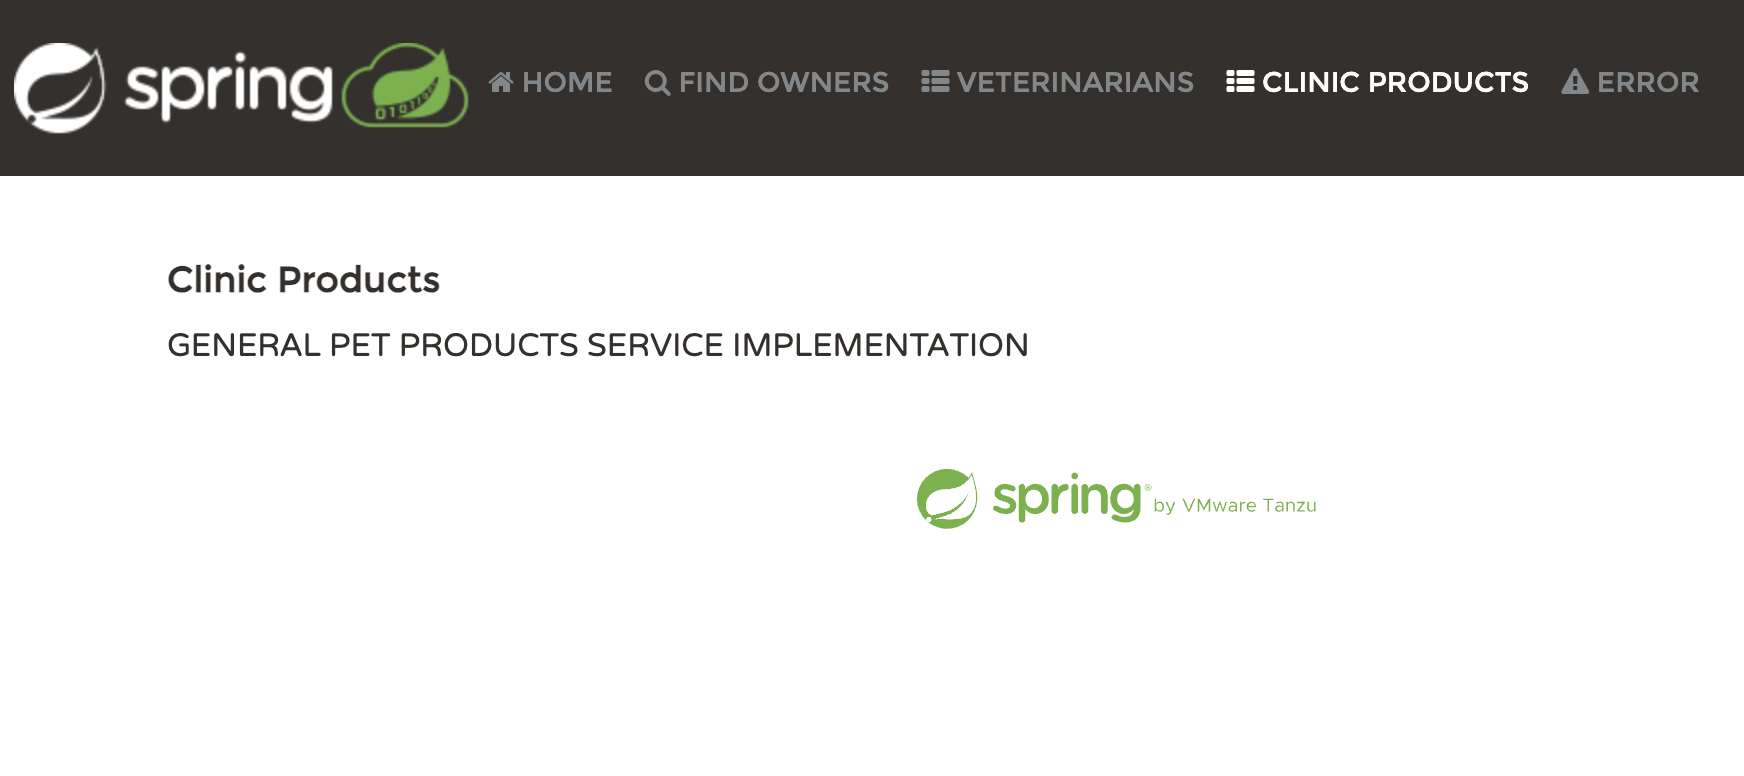 spring HOME FIND OWNERS VETERINARIANS CLINIC PRODUCTS ERROR
Clinic Products
GENERAL PET PRODUCTS SERVICE IMPLEMENTATION
spring® by VMware Tanzu